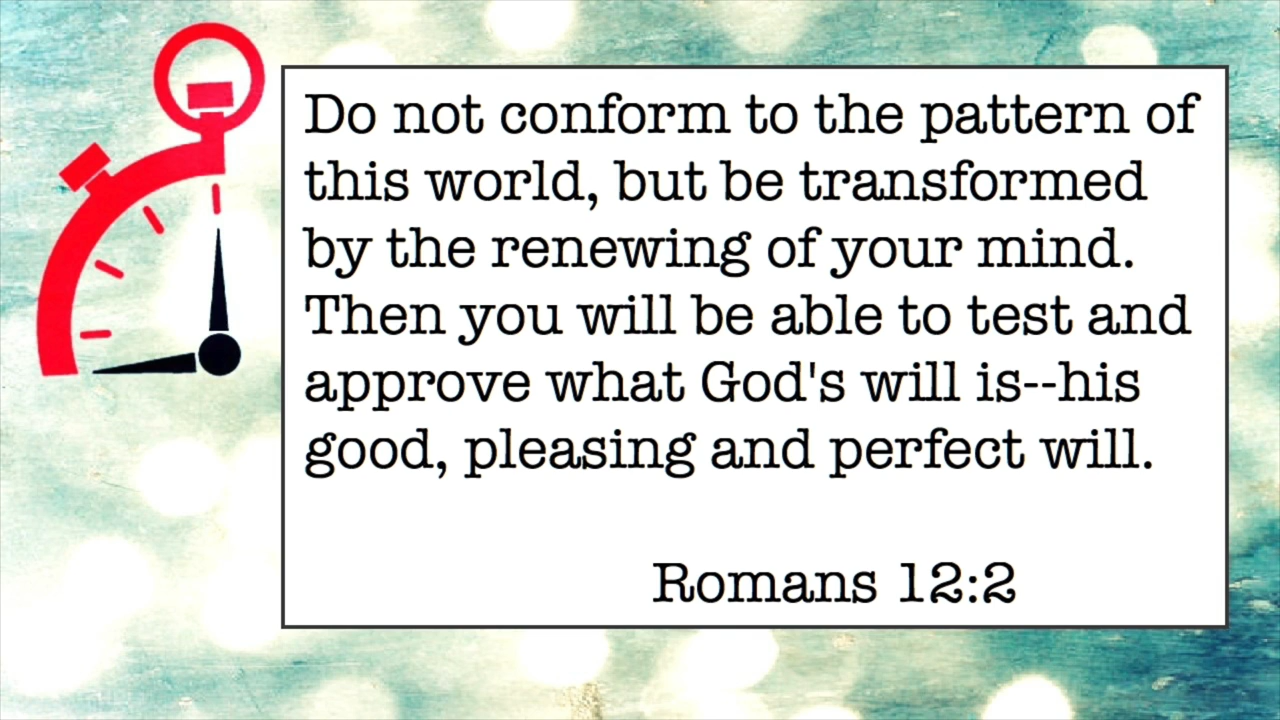 Do not conform to the pattern of
this world, but be transformed
by the renewing of your mind.
Then you will be able to test and
approve what God's will is--his
good, pleasing and perfect will.
Romans 12:2